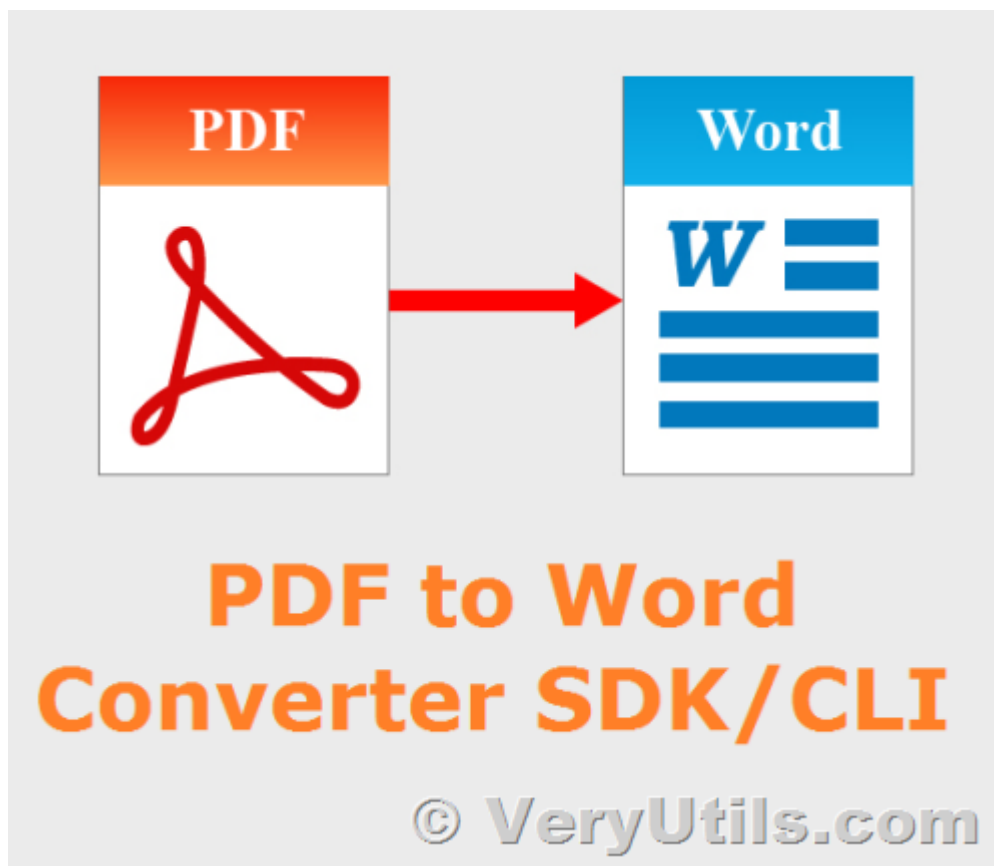 PDF
Word
W
PDF to Word
Converter SDK/CLI
© VeryUtils.com